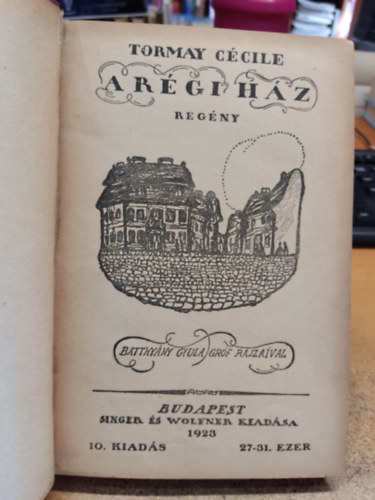 TORMAY CÉCILE
A RÉGI HÁZ
REGÉNY
BATTHYÁNY GYULA GRÓF RAJZAIVAL
BUDAPEST
SINGER ÉS WOLFNER KIADÁSA
1923
10. KIADÁS 27-31. EZER